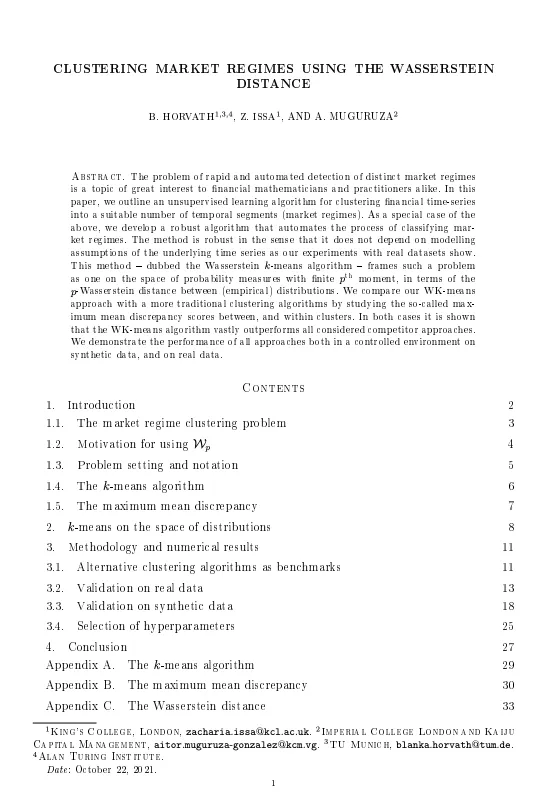 CLUSTERING MARKET REGIMES USING THE WASSERSTEIN
DISTANCE
B. HORVATH1,3,4, Z. ISSA1, AND A. MUGURUZA2
Abstract. The problem of rapid and automated detection of distinct market regimes
is a topic of great interest to financial mathematicians and practitioners alike. In this
paper, we outline an unsupervised learning algorithm for clustering financial time-series
into a suitable number of temporal segments (market regimes). As a special case of the
above, we develop a robust algorithm that automates the process of classifying mar-
ket regimes. The method is robust in the sense that it does not depend on modelling
assumptions of the underlying time series as our experiments with real datasets show.
This method – dubbed the Wasserstein k-means algorithm – frames such a problem
as one on the space of probability measures with finite pth moment, in terms of the
p-Wasserstein distance between (empirical) distributions. We compare our WK-means
approach with a more traditional clustering algorithms by studying the so-called max-
imum mean discrepancy scores between, and within clusters. In both cases it is shown
that the WK-means algorithm vastly outperforms all considered competitor approaches.
We demonstrate the performance of all approaches both in a controlled environment on
synthetic data, and on real data.
Contents
1. Introduction 2
1.1. The market regime clustering problem 3
1.2. Motivation for using Wp 4
1.3. Problem setting and notation 5
1.4. The k-means algorithm 6
1.5. The maximum mean discrepancy 7
2. k-means on the space of distributions 8
3. Methodology and numerical results 11
3.1. Alternative clustering algorithms as benchmarks 11
3.2. Validation on real data 13
3.3. Validation on synthetic data 18
3.4. Selection of hyperparameters 25
4. Conclusion 27
Appendix A. The k-means algorithm 29
Appendix B. The maximum mean discrepancy 30
Appendix C. The Wasserstein distance 33
1King's College, London, zacharia.issa@kcl.ac.uk. 2Imperial College London and Kaiju
Capital Management, aitor.muguruza-gonzalez@kcm.vg. 3TU Munich, blanka.horvath@tum.de.
4Alan Turing Institute.
Date: October 22, 2021.
1